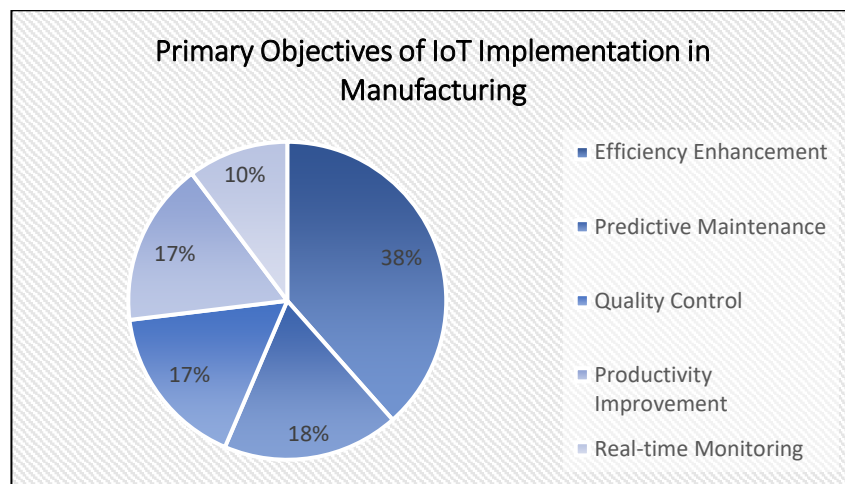 Primary Objectives of IoT Implementation in
Manufacturing
10%
38%
17%
17%
18%
Efficiency Enhancement
Predictive Maintenance
Quality Control
Productivity
Improvement
Real-time Monitoring